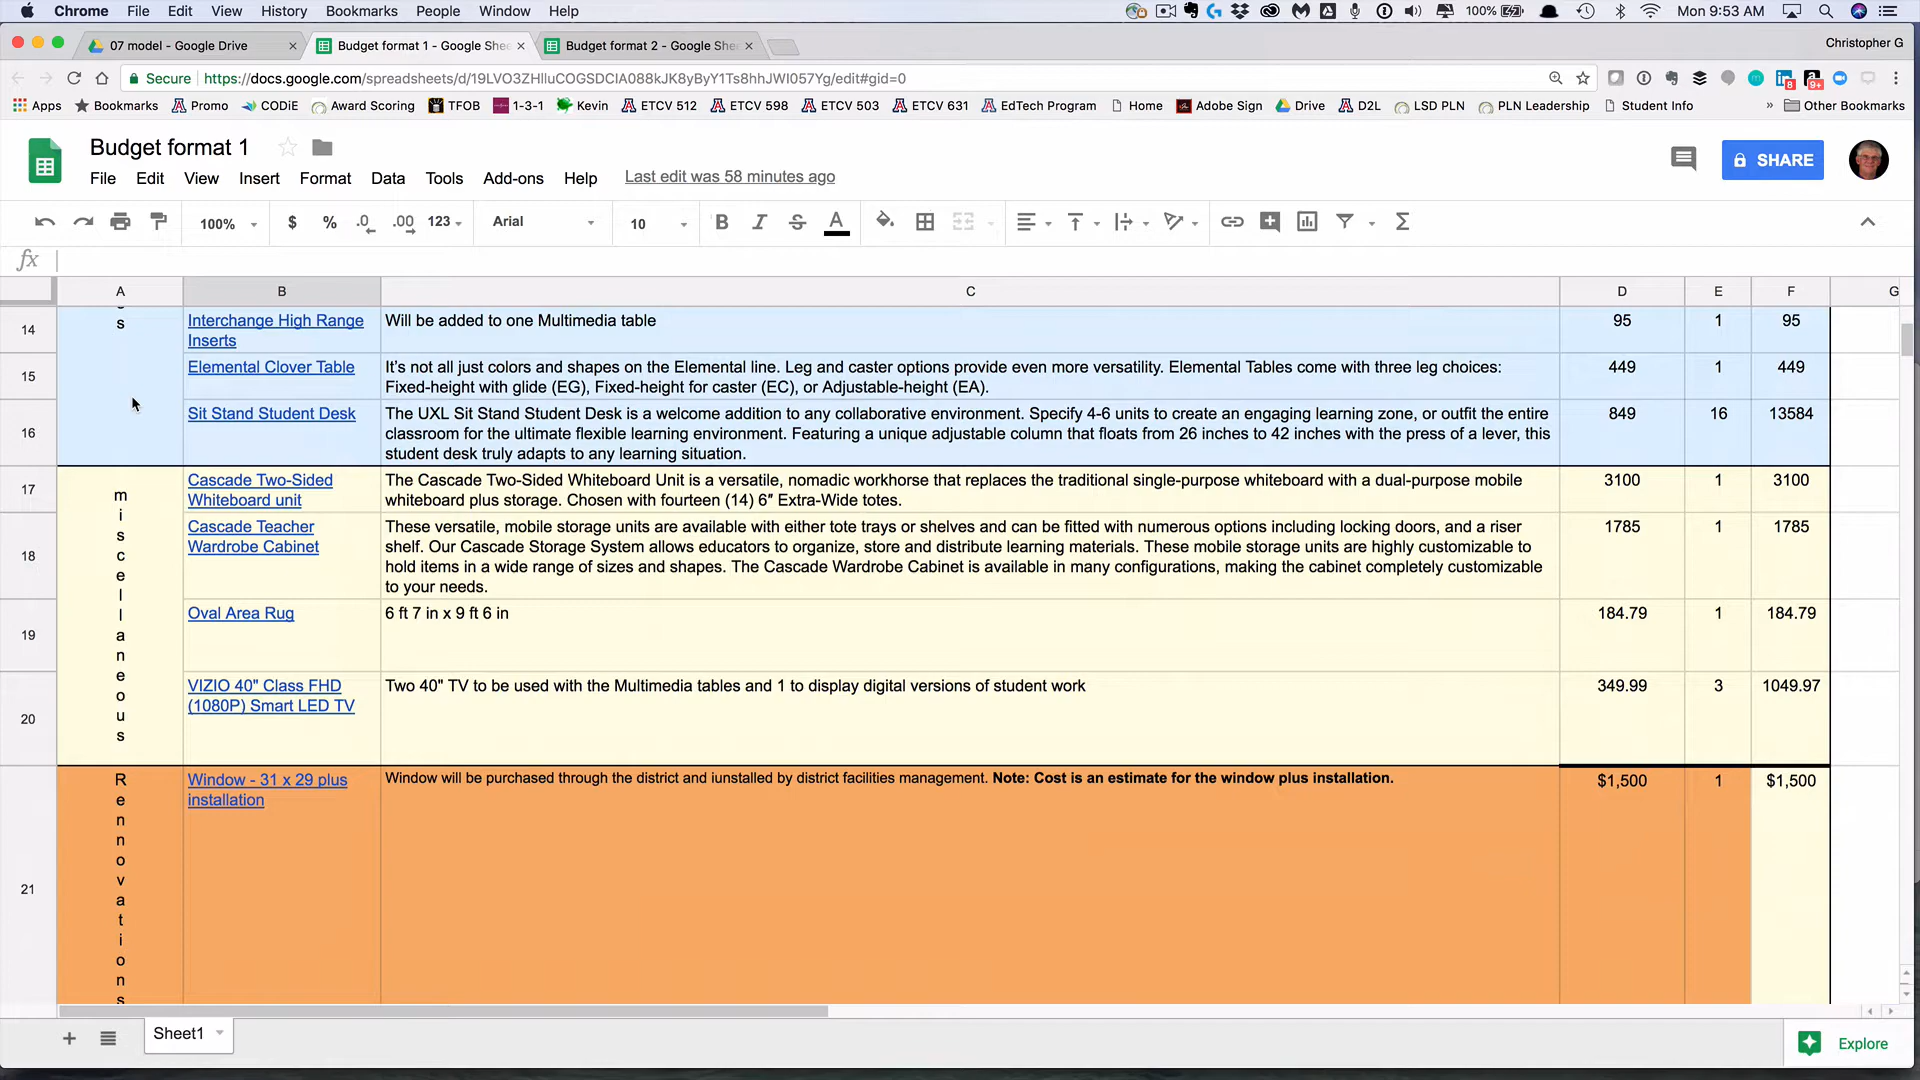 Chrome File Edit View History Bookmarks People Window Help 100% Mon 9:53 AM
07 model - Google Drive Budget format 1 - Google She Budget format 2 - Google She Christopher G
Secure https://docs.google.com/spreadsheets/d/19LVO3ZHlluCOGSDCIA088kJK8yByY1Ts8hhJWI057Yg/edit#gid=0
Apps Bookmarks Promo CODiE Award Scoring TFOB 1-3-1 Kevin ETCV 512 ETCV 598 ETCV 503 ETCV 631 EdTech Program Home Adobe Sign Drive D2L LSD PLN PLN Leadership Student Info » Other Bookmarks
Budget format 1
SHARE
File Edit View Insert Format Data Tools Add-ons Help Last edit was 58 minutes ago
100% $ % .0 .00 123 Arial 10 B I S A Σ
fx
A B C D E F G
14 s Interchange High Range Will be added to one Multimedia table 95 1 95
Inserts
15 Elemental Clover Table It's not all just colors and shapes on the Elemental line. Leg and caster options provide even more versatility. Elemental Tables come with three leg choices: 449 1 449
Fixed-height with glide (EG), Fixed-height for caster (EC), or Adjustable-height (EA).
16 Sit Stand Student Desk The UXL Sit Stand Student Desk is a welcome addition to any collaborative environment. Specify 4-6 units to create an engaging learning zone, or outfit the entire 849 16 13584
classroom for the ultimate flexible learning environment. Featuring a unique adjustable column that floats from 26 inches to 42 inches with the press of a lever, this
student desk truly adapts to any learning situation.
miscellaneous
17 Cascade Two-Sided The Cascade Two-Sided Whiteboard Unit is a versatile, nomadic workhorse that replaces the traditional single-purpose whiteboard with a dual-purpose mobile 3100 1 3100
Whiteboard unit whiteboard plus storage. Chosen with fourteen (14) 6″ Extra-Wide totes.
18 Cascade Teacher These versatile, mobile storage units are available with either tote trays or shelves and can be fitted with numerous options including locking doors, and a riser 1785 1 1785
Wardrobe Cabinet shelf. Our Cascade Storage System allows educators to organize, store and distribute learning materials. These mobile storage units are highly customizable to
hold items in a wide range of sizes and shapes. The Cascade Wardrobe Cabinet is available in many configurations, making the cabinet completely customizable
to your needs.
19 Oval Area Rug 6 ft 7 in x 9 ft 6 in 184.79 1 184.79
20 VIZIO 40" Class FHD Two 40" TV to be used with the Multimedia tables and 1 to display digital versions of student work 349.99 3 1049.97
(1080P) Smart LED TV
Rennovations
21 Window - 31 x 29 plus Window will be purchased through the district and iunstalled by district facilities management. Note: Cost is an estimate for the window plus installation. $1,500 1 $1,500
installation
Sheet1
Explore